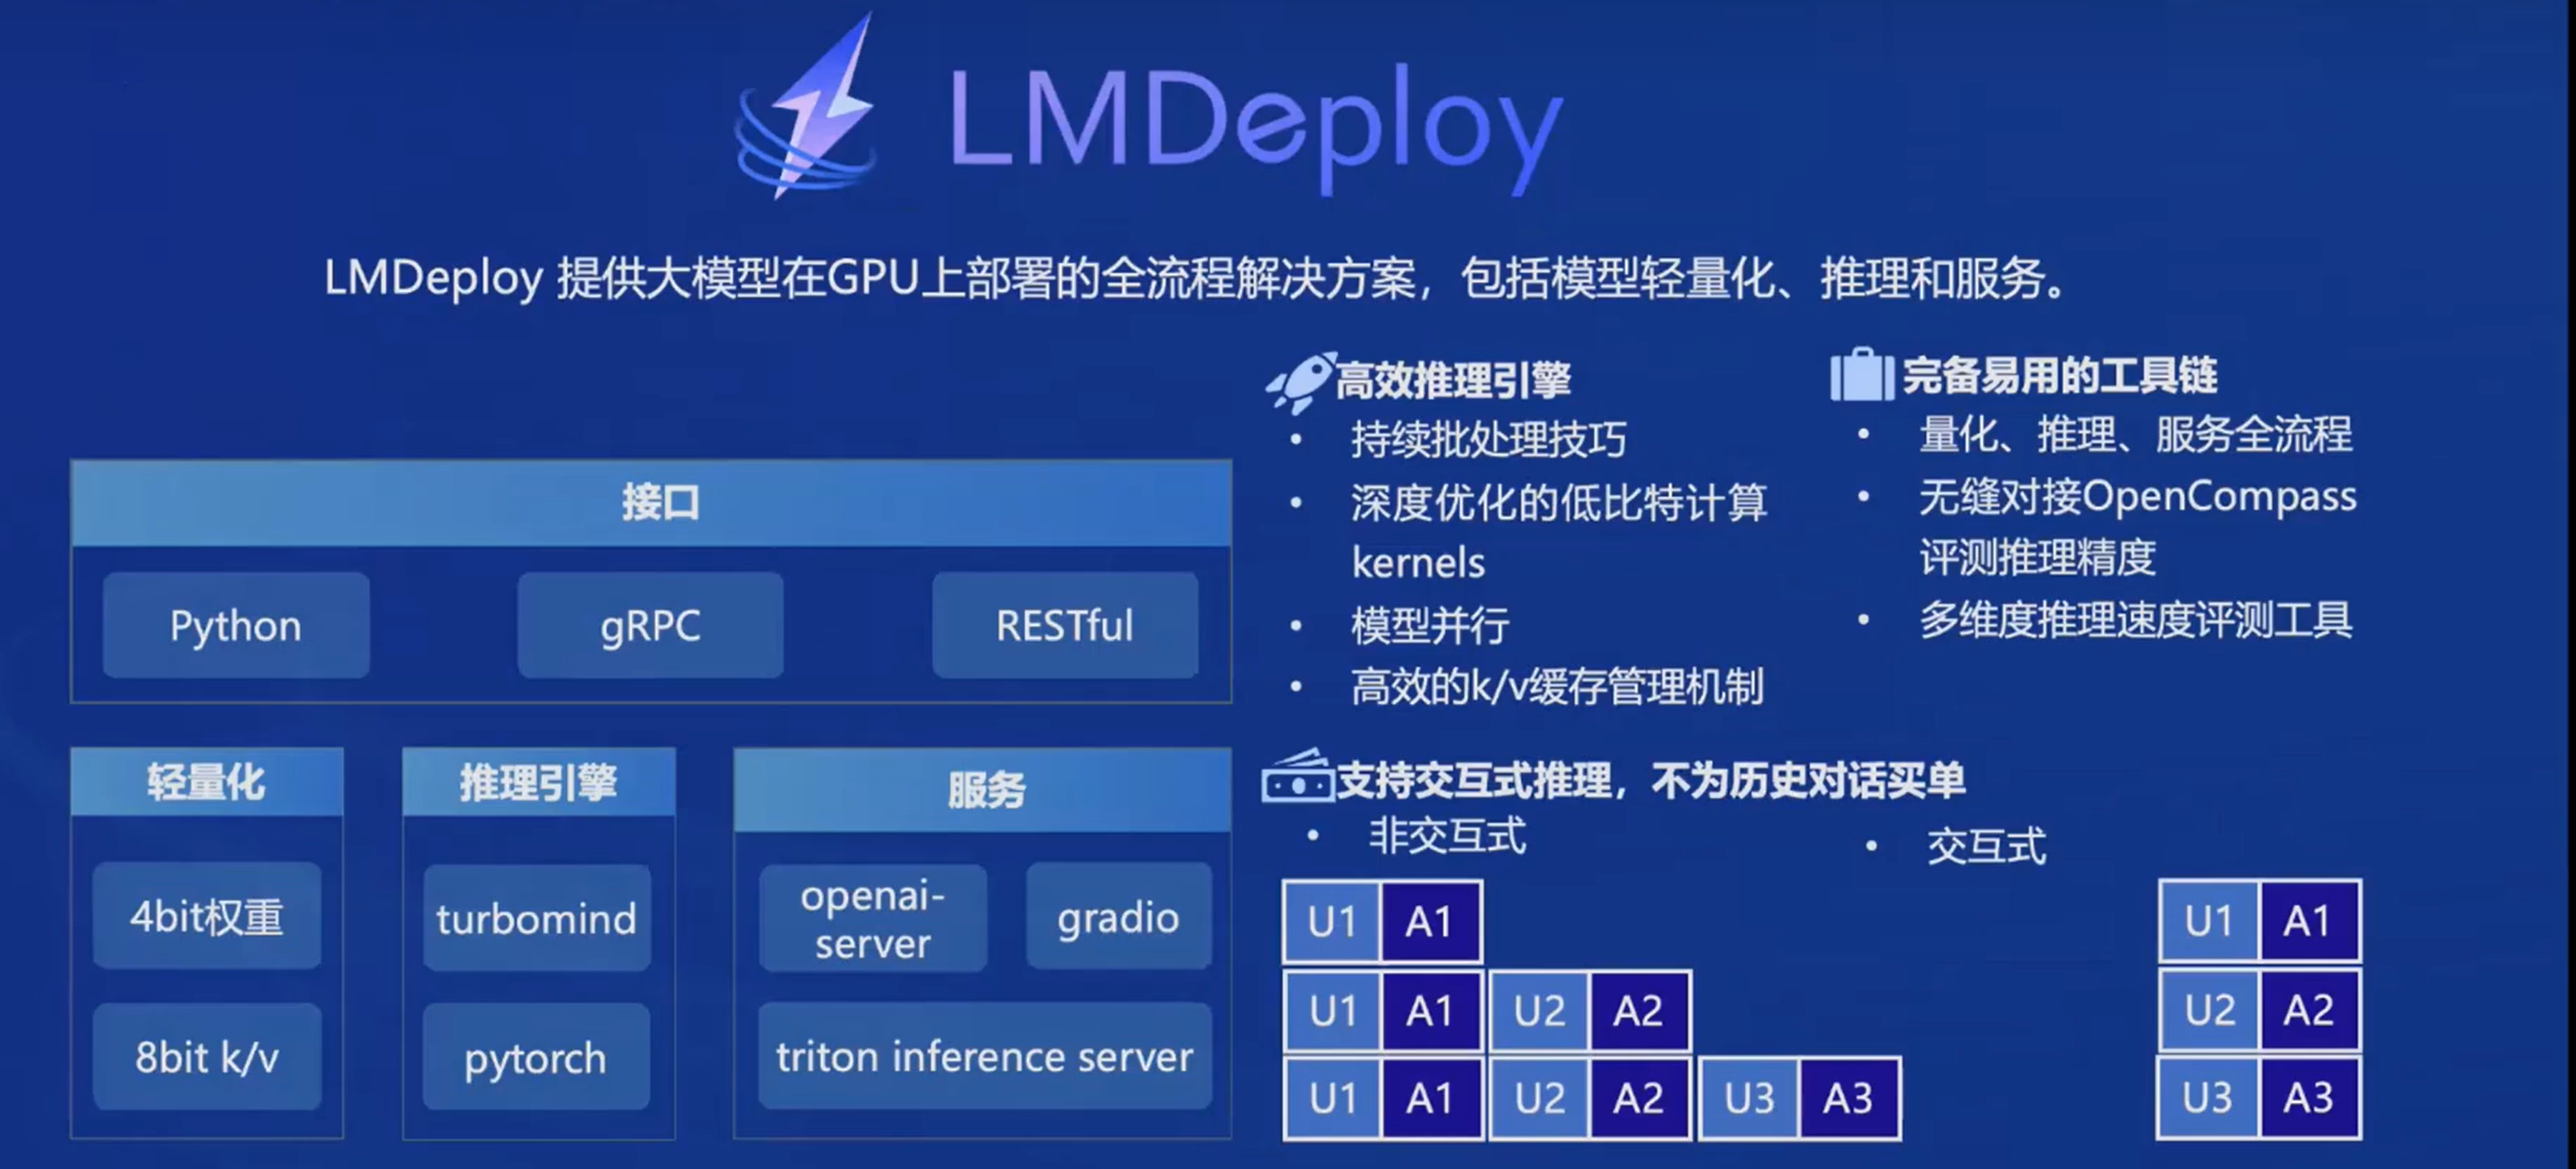 LMDeploy
LMDeploy 提供大模型在GPU上部署的全流程解决方案，包括模型轻量化、推理和服务。
接口
Python
gRPC
RESTful
轻量化
4bit权重
8bit k/v
推理引擎
turbomind
pytorch
服务
openai-
server
gradio
triton inference server
高效推理引擎
• 持续批处理技巧
• 深度优化的低比特计算
kernels
• 模型并行
• 高效的k/v缓存管理机制
完备易用的工具链
• 量化、推理、服务全流程
• 无缝对接OpenCompass
评测推理精度
• 多维度推理速度评测工具
支持交互式推理，不为历史对话买单
• 非交互式
U1 A1
U1 A1 U2 A2
U1 A1 U2 A2 U3 A3
• 交互式
U1 A1
U2 A2
U3 A3